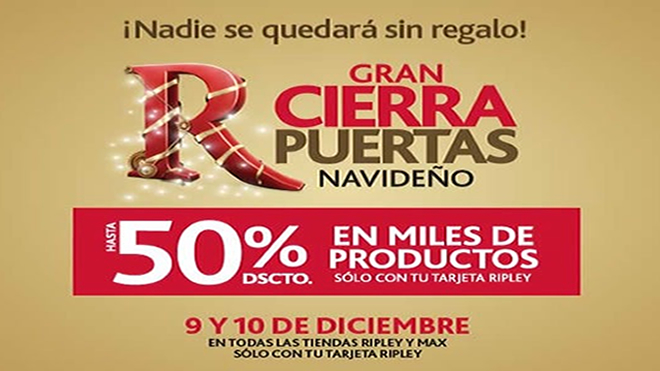 ¡Nadie se quedará sin regalo!
R
GRAN
CIERRA
PUERTAS
NAVIDEÑO
HASTA
50%
DSCTO.
EN MILES DE
PRODUCTOS
SÓLO CON TU TARJETA RIPLEY
9 Y 10 DE DICIEMBRE
EN TODAS LAS TIENDAS RIPLEY Y MAX
SÓLO CON TU TARJETA RIPLEY